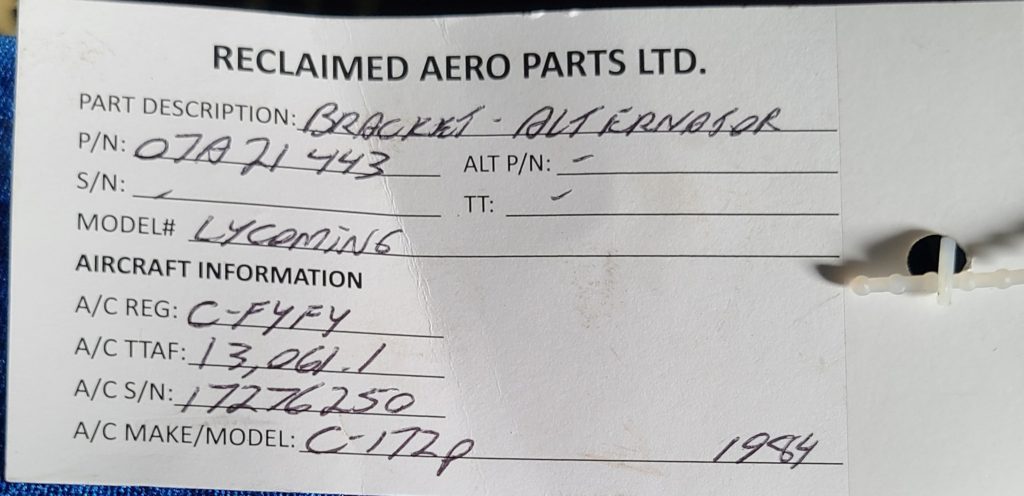 RECLAIMED AERO PARTS LTD.
PART DESCRIPTION: BRACKET - ALTERNATOR
P/N: 07A21443 ALT P/N: -
S/N: - TT: -
MODEL# LYCOMING
AIRCRAFT INFORMATION
A/C REG: C-FYFY
A/C TTAF: 13,061.1
A/C S/N: 17276250
A/C MAKE/MODEL: C-172P 1984